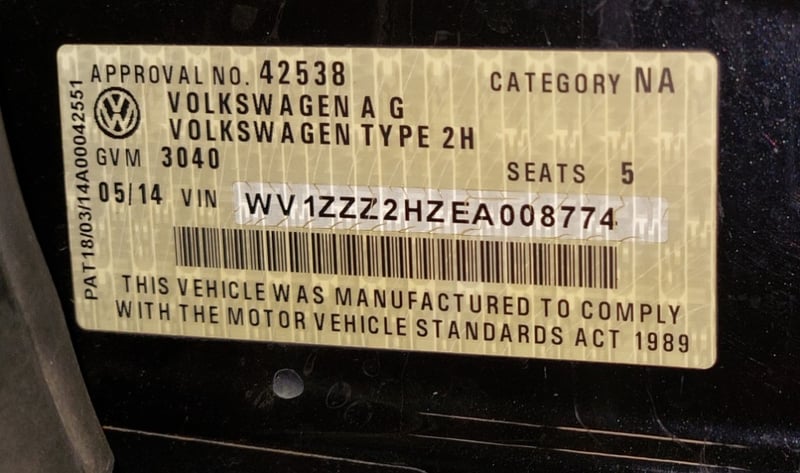 APPROVAL NO. 42538
CATEGORY NA
VOLKSWAGEN A G
VOLKSWAGEN TYPE 2H
GVM 3040
SEATS 5
05/14 VIN WV1ZZZ2HZEA008774
THIS VEHICLE WAS MANUFACTURED TO COMPLY
WITH THE MOTOR VEHICLE STANDARDS ACT 1989
PAT18/03/14A00042551